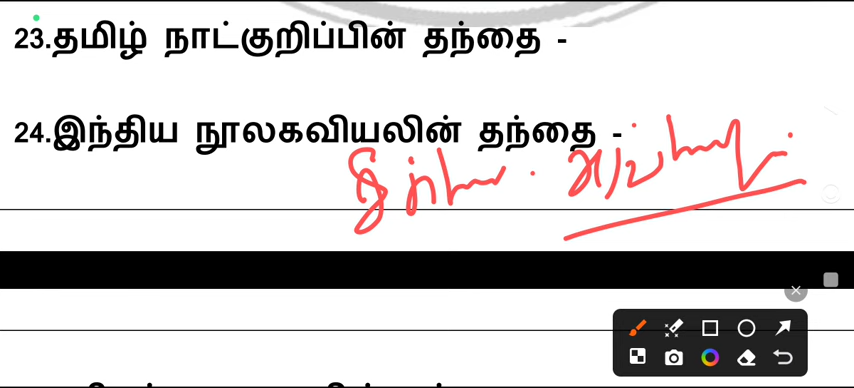 23.தமிழ் நாட்குறிப்பின் தந்தை -
24.இந்திய நூலகவியலின் தந்தை -